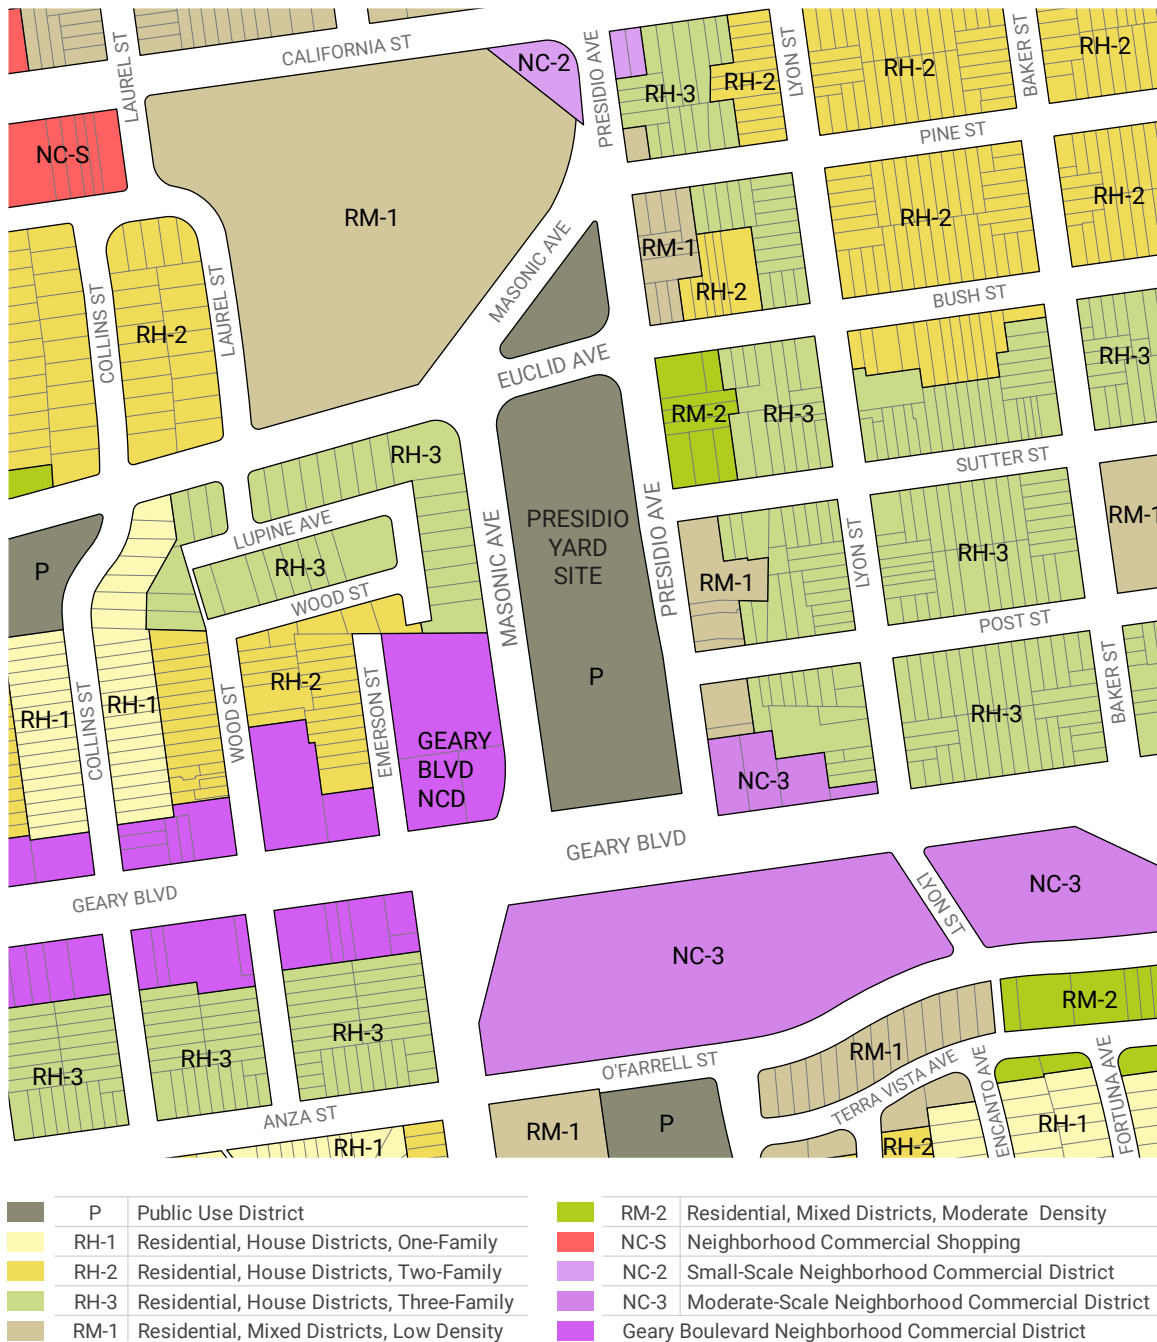 CALIFORNIA ST
LAUREL ST
NC-2
PRESIDIO AVE
RH-3
RH-2
LYON ST
RH-2
BAKER ST
RH-2
PINE ST
NC-S
RM-1
RM-1
RH-2
RH-2
RH-2
BUSH ST
COLLINS ST
RH-2
LAUREL ST
MASONIC AVE
EUCLID AVE
RM-2
RH-3
RH-3
SUTTER ST
RH-3
LUPINE AVE
RH-3
WOOD ST
MASONIC AVE
PRESIDIO
YARD
SITE
P
PRESIDIO AVE
RM-1
LYON ST
RH-3
RM-1
POST ST
P
RH-1
COLLINS ST
RH-1
WOOD ST
RH-2
EMERSON ST
GEARY
BLVD
NCD
NC-3
RH-3
BAKER ST
GEARY BLVD
GEARY BLVD
NC-3
LYON ST
NC-3
RH-3
RH-3
RH-3
ANZA ST
RH-1
O'FARRELL ST
RM-1
P
RM-1
TERRA VISTA AVE
RH-2
ENCANTO AVE
RM-2
RH-1
FORTUNA AVE
P Public Use District
RH-1 Residential, House Districts, One-Family
RH-2 Residential, House Districts, Two-Family
RH-3 Residential, House Districts, Three-Family
RM-1 Residential, Mixed Districts, Low Density
RM-2 Residential, Mixed Districts, Moderate Density
NC-S Neighborhood Commercial Shopping
NC-2 Small-Scale Neighborhood Commercial District
NC-3 Moderate-Scale Neighborhood Commercial District
Geary Boulevard Neighborhood Commercial District